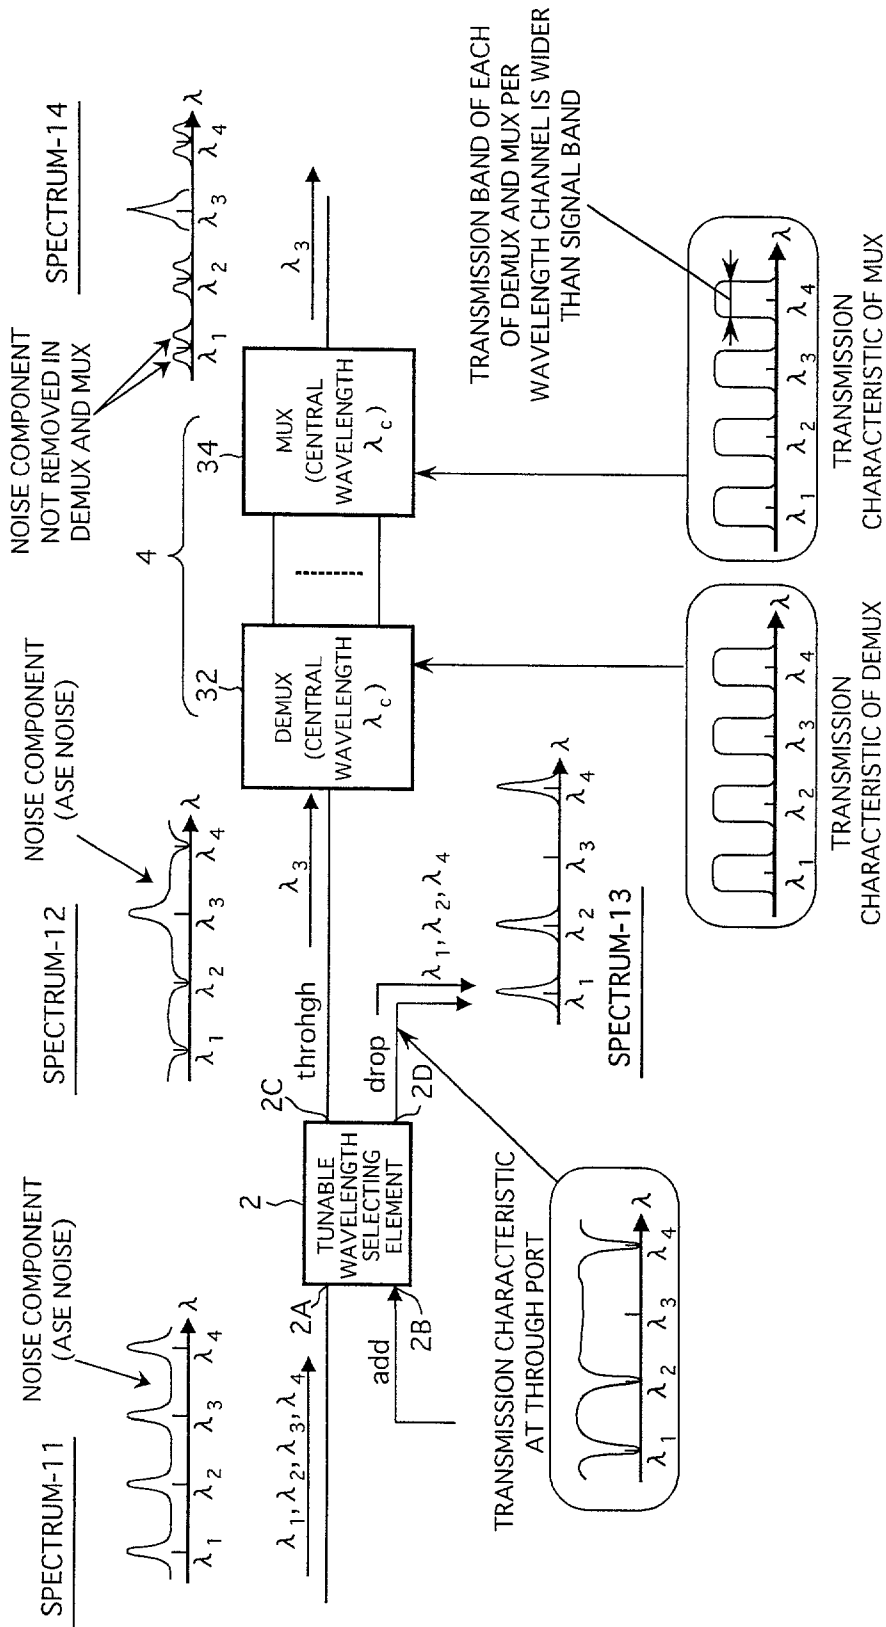 SPECTRUM-11
NOISE COMPONENT
(ASE NOISE)
λ
λ1 λ2 λ3 λ4
SPECTRUM-12
NOISE COMPONENT
(ASE NOISE)
λ
λ1 λ2 λ3 λ4
NOISE COMPONENT
NOT REMOVED IN
DEMUX AND MUX
SPECTRUM-14
λ
λ1 λ2 λ3 λ4
λ1, λ2, λ3, λ4
2A
add
2B
2
TUNABLE
WAVELENGTH
SELECTING
ELEMENT
2C
throhgh
drop
2D
λ3
λ1, λ2, λ4
4
32
DEMUX
(CENTRAL
WAVELENGTH
λc)
34
MUX
(CENTRAL
WAVELENGTH
λc)
λ3
λ
λ1 λ2 λ3 λ4
SPECTRUM-13
TRANSMISSION CHARACTERISTIC
AT THROUGH PORT
λ
λ1 λ2 λ3 λ4
TRANSMISSION BAND OF EACH
OF DEMUX AND MUX PER
WAVELENGTH CHANNEL IS WIDER
THAN SIGNAL BAND
λ
λ1 λ2 λ3 λ4
TRANSMISSION
CHARACTERISTIC OF DEMUX
λ
λ1 λ2 λ3 λ4
TRANSMISSION
CHARACTERISTIC OF MUX